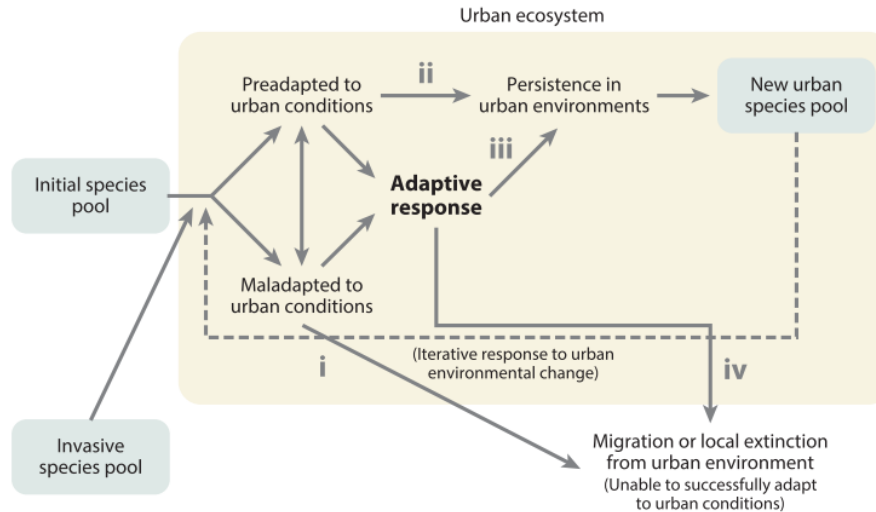 Urban ecosystem
Preadapted to
urban conditions
ii
Persistence in
urban environments
New urban
species pool
iii
Initial species
pool
Adaptive
response
Maladapted to
urban conditions
i
(Iterative response to urban
environmental change)
iv
Invasive
species pool
Migration or local extinction
from urban environment
(Unable to successfully adapt
to urban conditions)